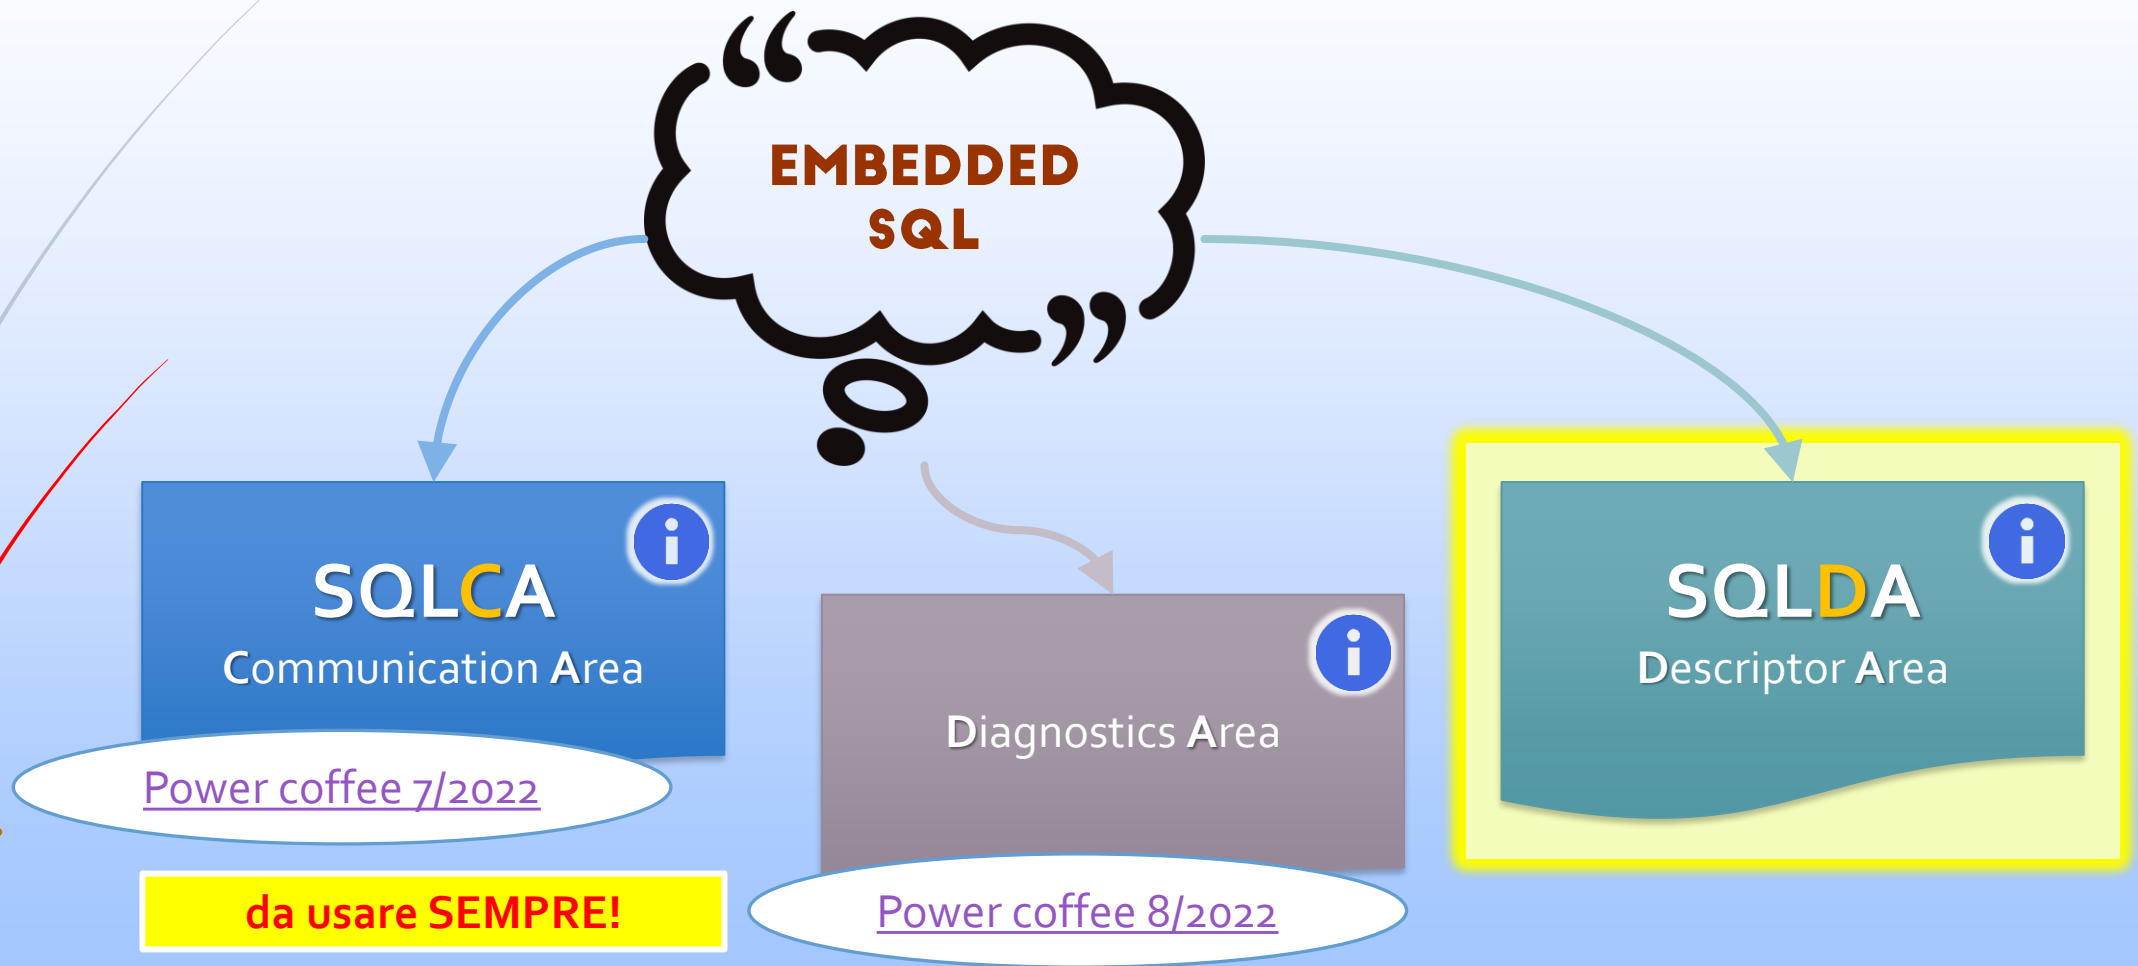 EMBEDDED
SQL
SQLCA
Communication Area
Power coffee 7/2022
da usare SEMPRE!
Diagnostics Area
Power coffee 8/2022
SQLDA
Descriptor Area